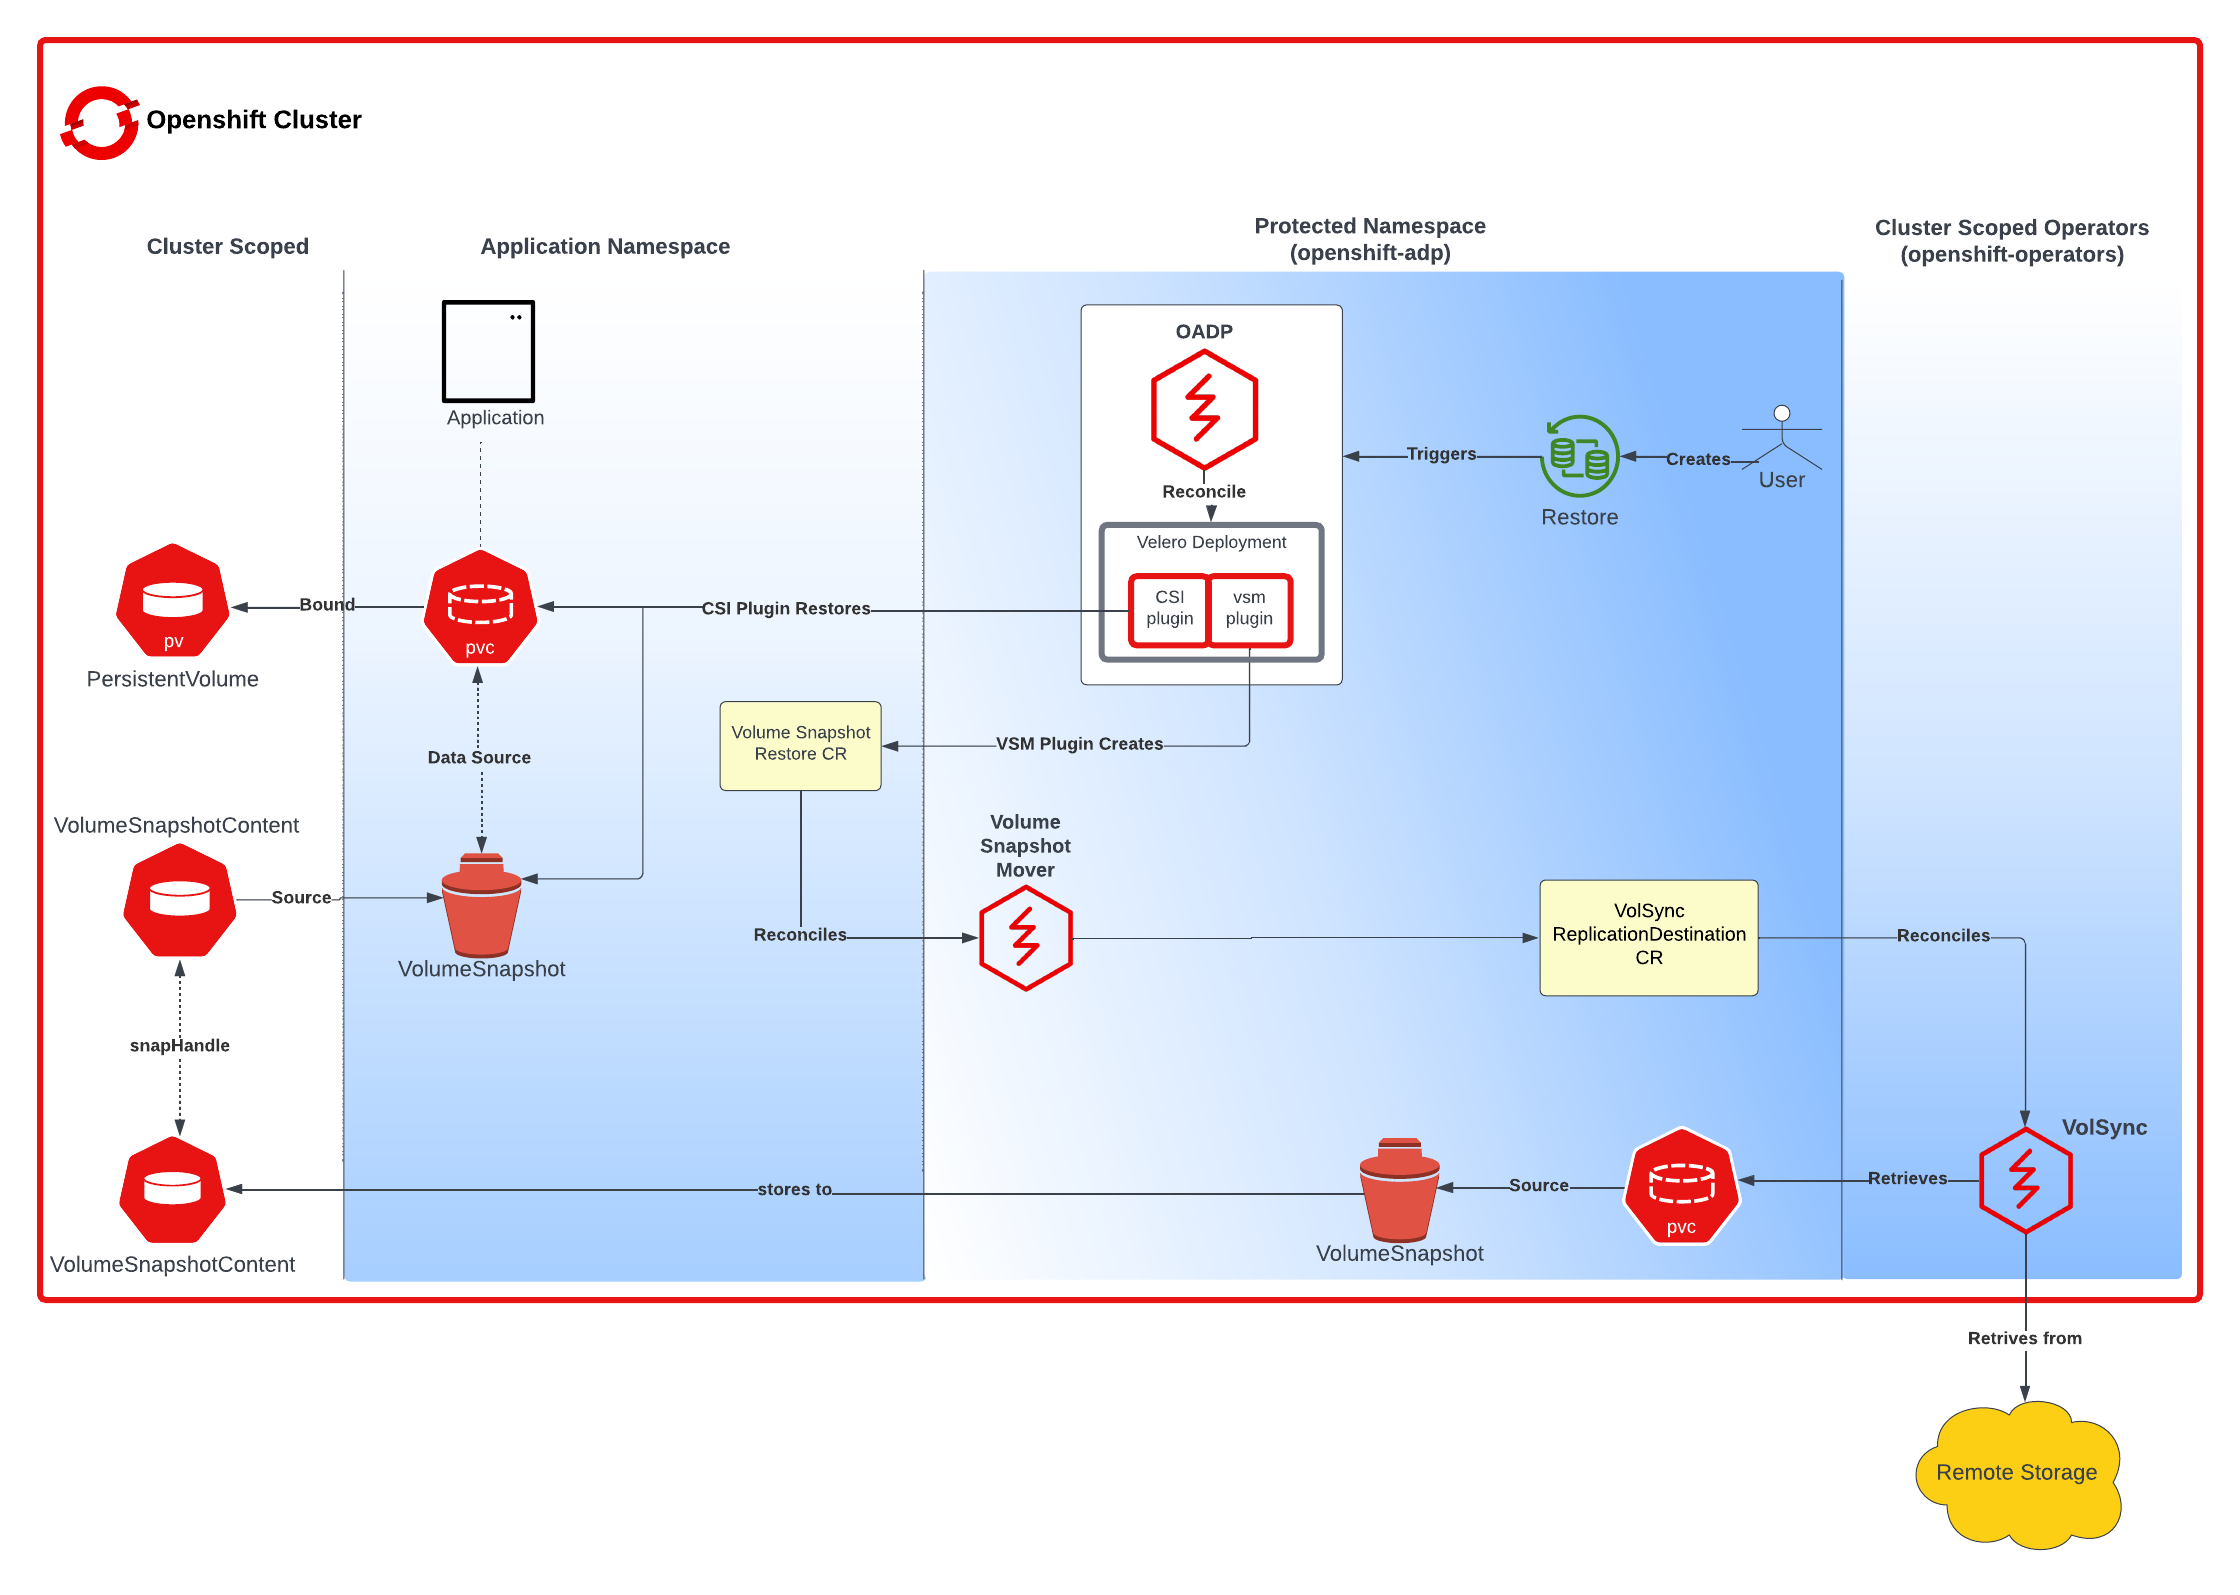 Openshift Cluster
Cluster Scoped
Application Namespace
Protected Namespace
(openshift-adp)
Cluster Scoped Operators
(openshift-operators)
Application
OADP
Reconcile
Velero Deployment
CSI
plugin
vsm
plugin
Triggers
Restore
Creates
User
Bound
pv
PersistentVolume
pvc
CSI Plugin Restores
Data Source
Volume Snapshot
Restore CR
VSM Plugin Creates
VolumeSnapshotContent
Source
VolumeSnapshot
Reconciles
Volume
Snapshot
Mover
VolSync
ReplicationDestination
CR
Reconciles
snapHandle
VolumeSnapshotContent
stores to
VolumeSnapshot
Source
pvc
Retrieves
VolSync
Retrives from
Remote Storage